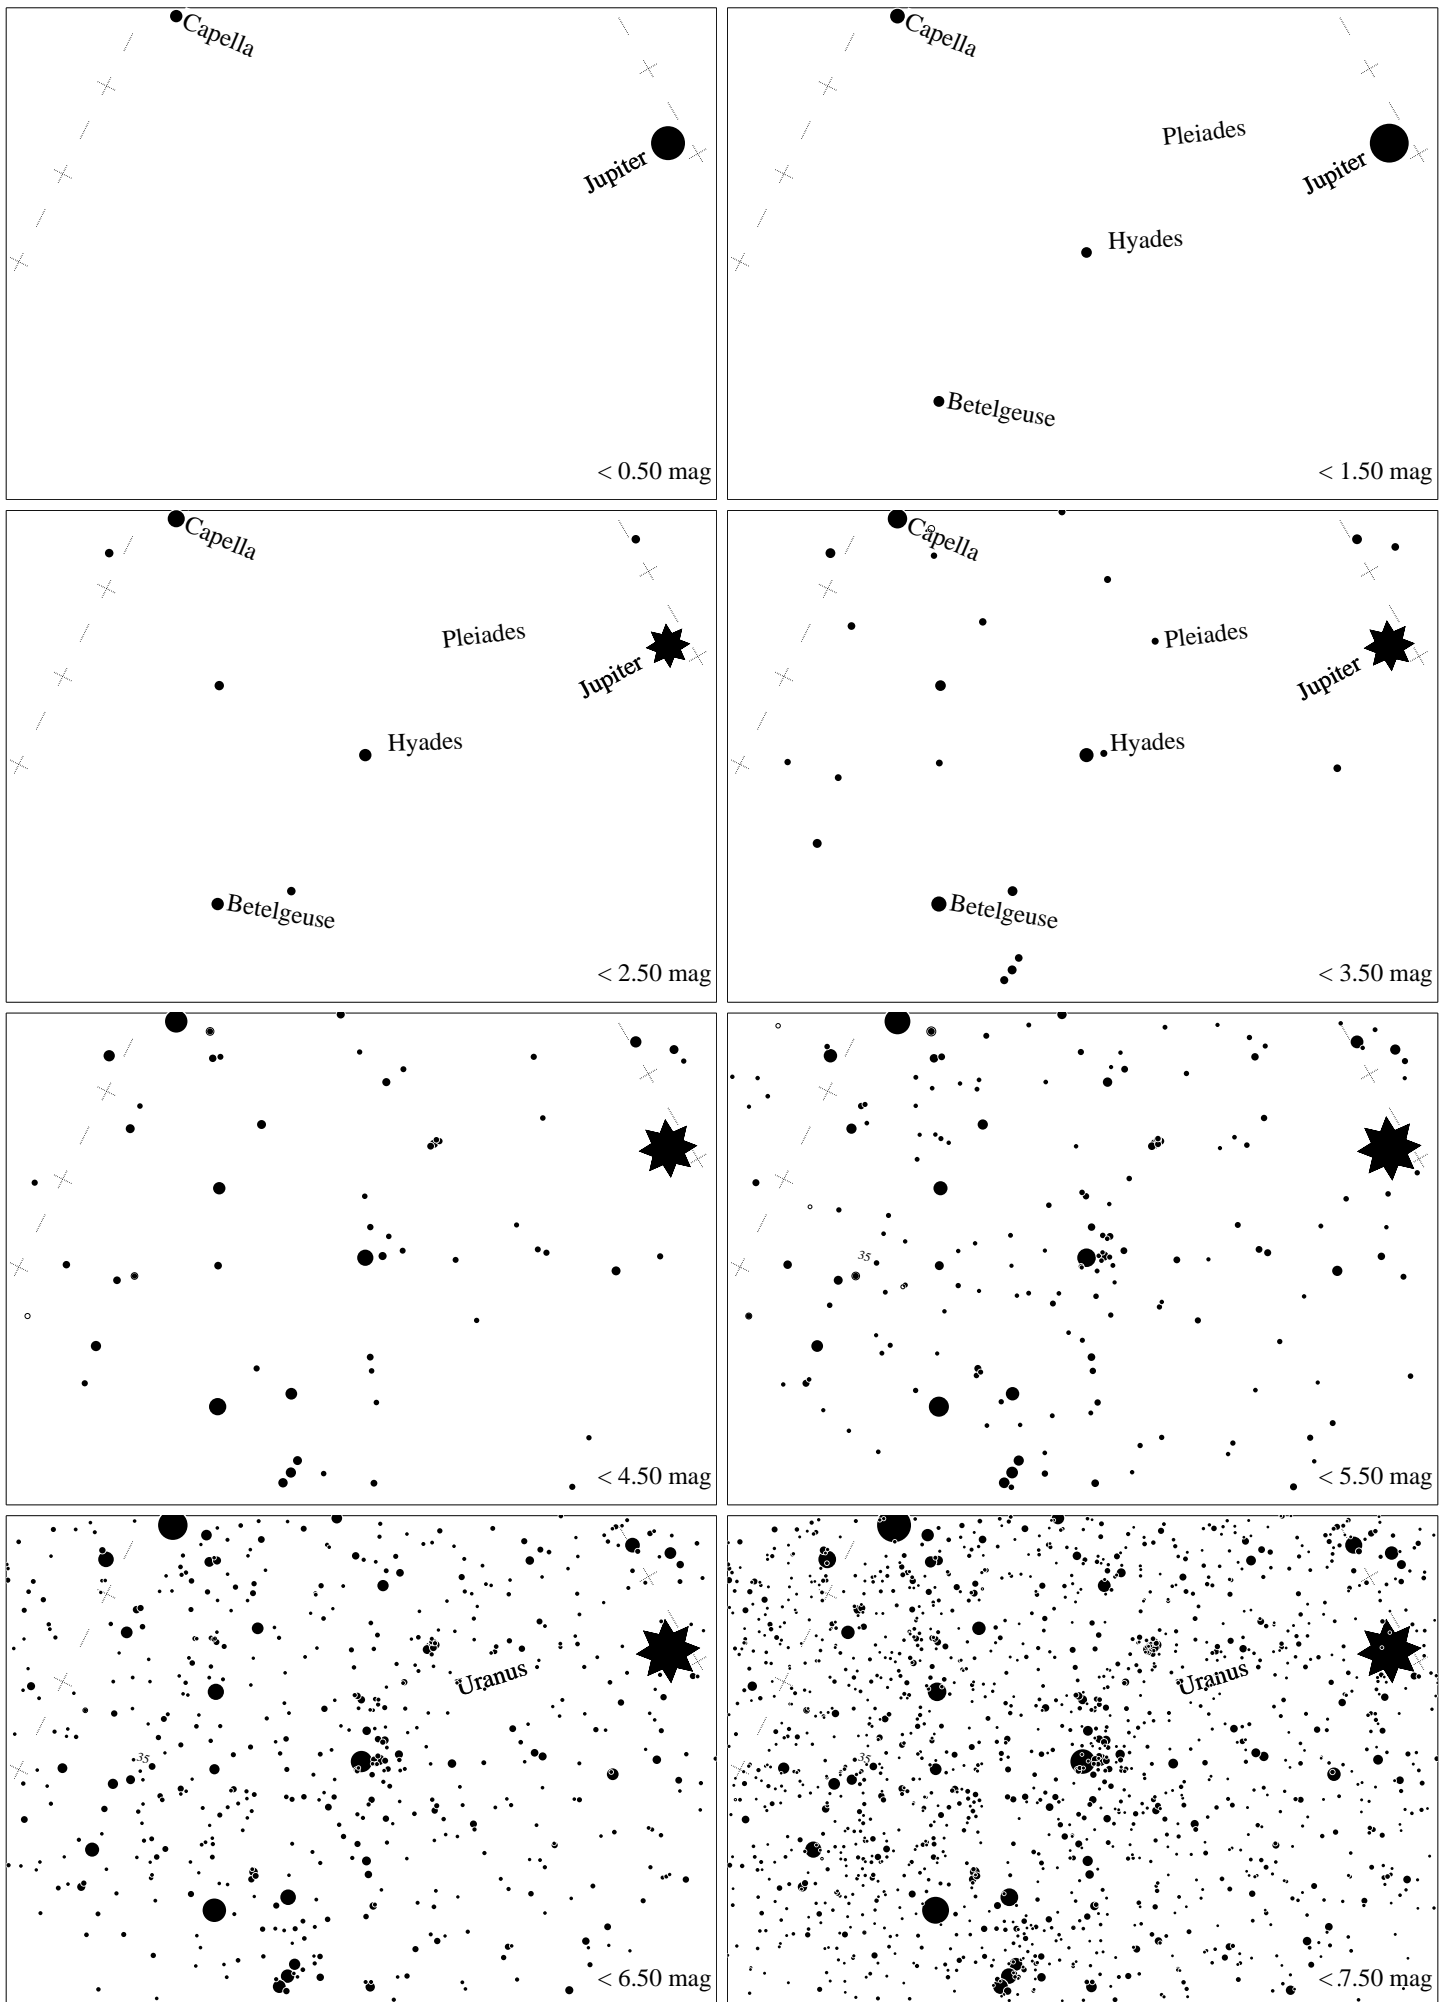 Capella
Jupiter
< 0.50 mag
Capella
Pleiades
Jupiter
Hyades
Betelgeuse
< 1.50 mag
Capella
Pleiades
Jupiter
Hyades
Betelgeuse
< 2.50 mag
Capella
Pleiades
Jupiter
Hyades
Betelgeuse
< 3.50 mag
< 4.50 mag
35
< 5.50 mag
Uranus
35
< 6.50 mag
Uranus
35
< 7.50 mag